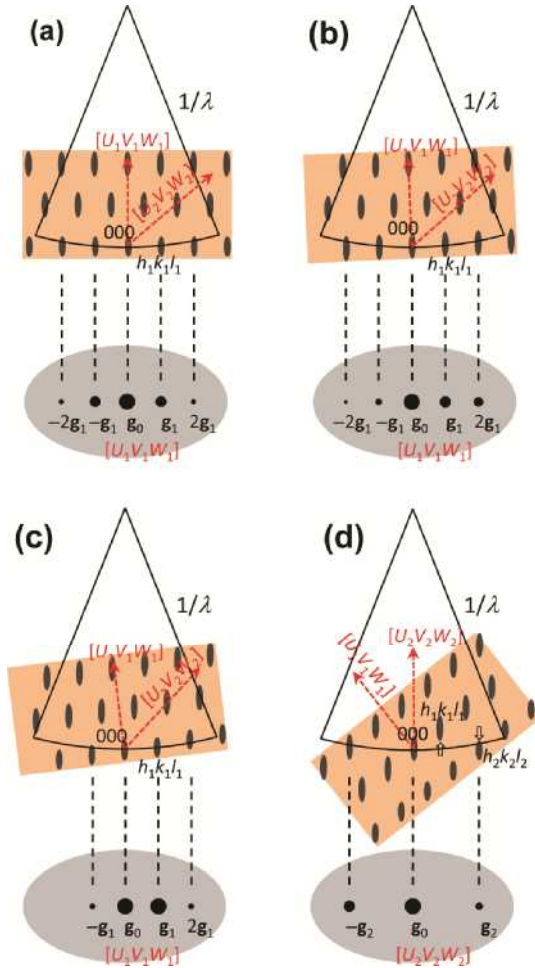 (a)
1/λ
[U₁V₁W₁]
[U₂V₂W₂]
000
h₁k₁l₁
−2g₁ −g₁ g₀ g₁ 2g₁
[U₁V₁W₁]
(b)
1/λ
[U₁V₁W₁]
[U₂V₂W₂]
000
h₁k₁l₁
−2g₁ −g₁ g₀ g₁ 2g₁
[U₁V₁W₁]
(c)
1/λ
[U₁V₁W₁]
[U₂V₂W₂]
000
h₁k₁l₁
−g₁ g₀ g₁ 2g₁
[U₁V₁W₁]
(d)
1/λ
[U₂V₂W₂]
[U₁V₁W₁]
h₁k₁l₁
000
h₂k₂l₂
−g₂ g₀ g₂
[U₂V₂W₂]